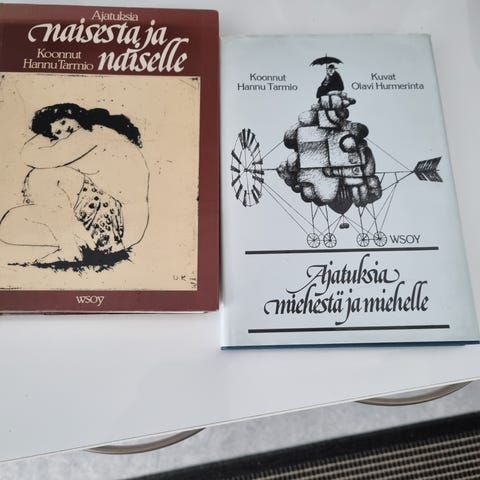 Ajatuksia
naisesta ja
naiselle
Koonnut
Hannu Tarmio
U.K
WSOY
Koonnut
Hannu Tarmio
Kuvat
Olavi Hurmerinta
WSOY
Ajatuksia
miehestä ja miehelle